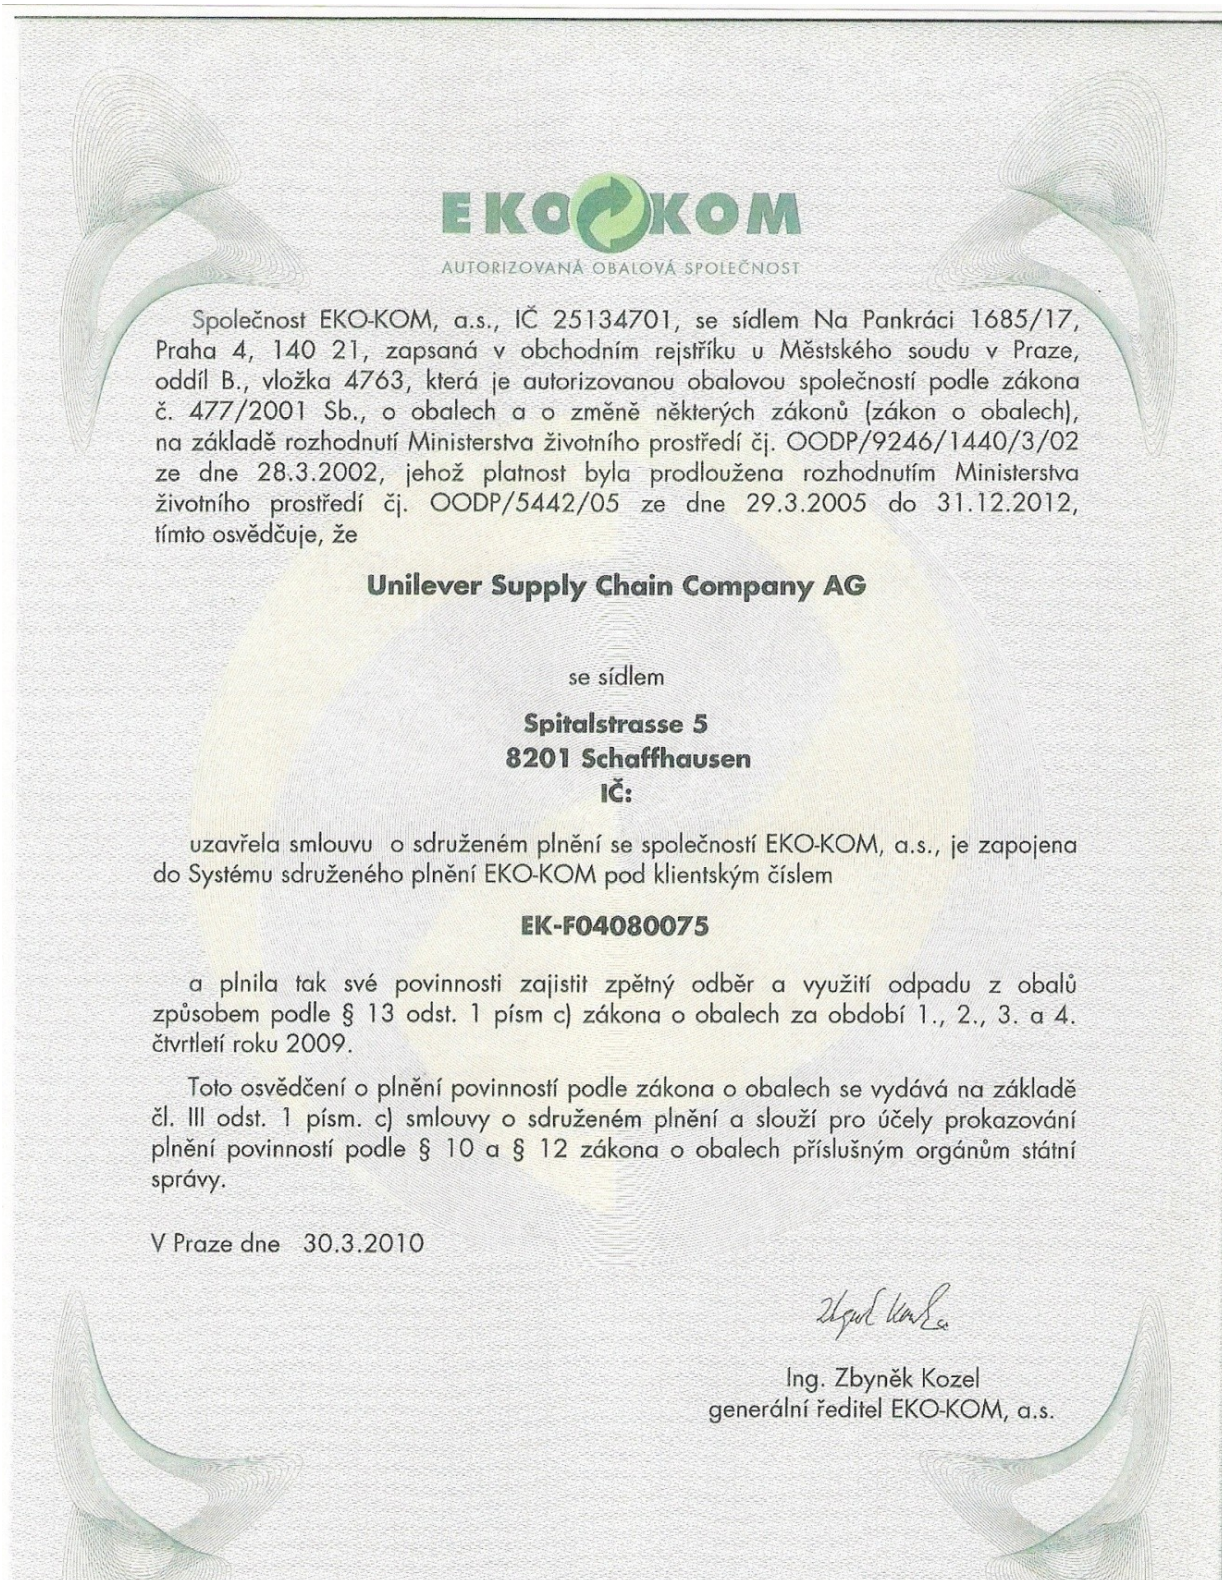 EKO KOM
AUTORIZOVANÁ OBALOVÁ SPOLEČNOST
Společnost EKO-KOM, a.s., IČ 25134701, se sídlem Na Pankráci 1685/17,
Praha 4, 140 21, zapsaná v obchodním rejstříku u Městského soudu v Praze,
oddíl B., vložka 4763, která je autorizovanou obalovou společností podle zákona
č. 477/2001 Sb., o obalech a o změně některých zákonů (zákon o obalech),
na základě rozhodnutí Ministerstva životního prostředí čj. OODP/9246/1440/3/02
ze dne 28.3.2002, jehož platnost byla prodloužena rozhodnutím Ministerstva
životního prostředí čj. OODP/5442/05 ze dne 29.3.2005 do 31.12.2012,
tímto osvědčuje, že
Unilever Supply Chain Company AG
se sídlem
Spitalstrasse 5
8201 Schaffhausen
IČ:
uzavřela smlouvu o sdruženém plnění se společností EKO-KOM, a.s., je zapojena
do Systému sdruženého plnění EKO-KOM pod klientským číslem
EK-F04080075
a plnila tak své povinnosti zajistit zpětný odběr a využití odpadu z obalů
způsobem podle § 13 odst. 1 písm c) zákona o obalech za období 1., 2., 3. a 4.
čtvrtletí roku 2009.
Toto osvědčení o plnění povinností podle zákona o obalech se vydává na základě
čl. III odst. 1 písm. c) smlouvy o sdruženém plnění a slouží pro účely prokazování
plnění povinností podle § 10 a § 12 zákona o obalech příslušným orgánům státní
správy.
V Praze dne 30.3.2010
Ing. Zbyněk Kozel
generální ředitel EKO-KOM, a.s.